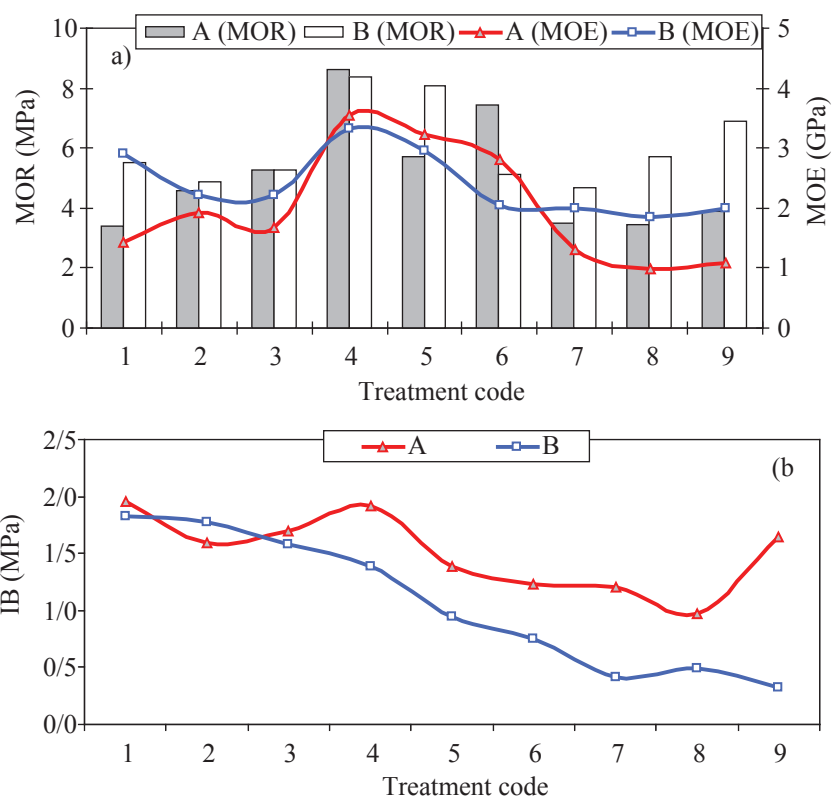 A (MOR) B (MOR) A (MOE) B (MOE)
a)
MOR (MPa)
10
8
6
4
2
0
MOE (GPa)
5
4
3
2
1
0
1 2 3 4 5 6 7 8 9
Treatment code
A B
(b
IB (MPa)
2/5
2/0
1/5
1/0
0/5
0/0
1 2 3 4 5 6 7 8 9
Treatment code